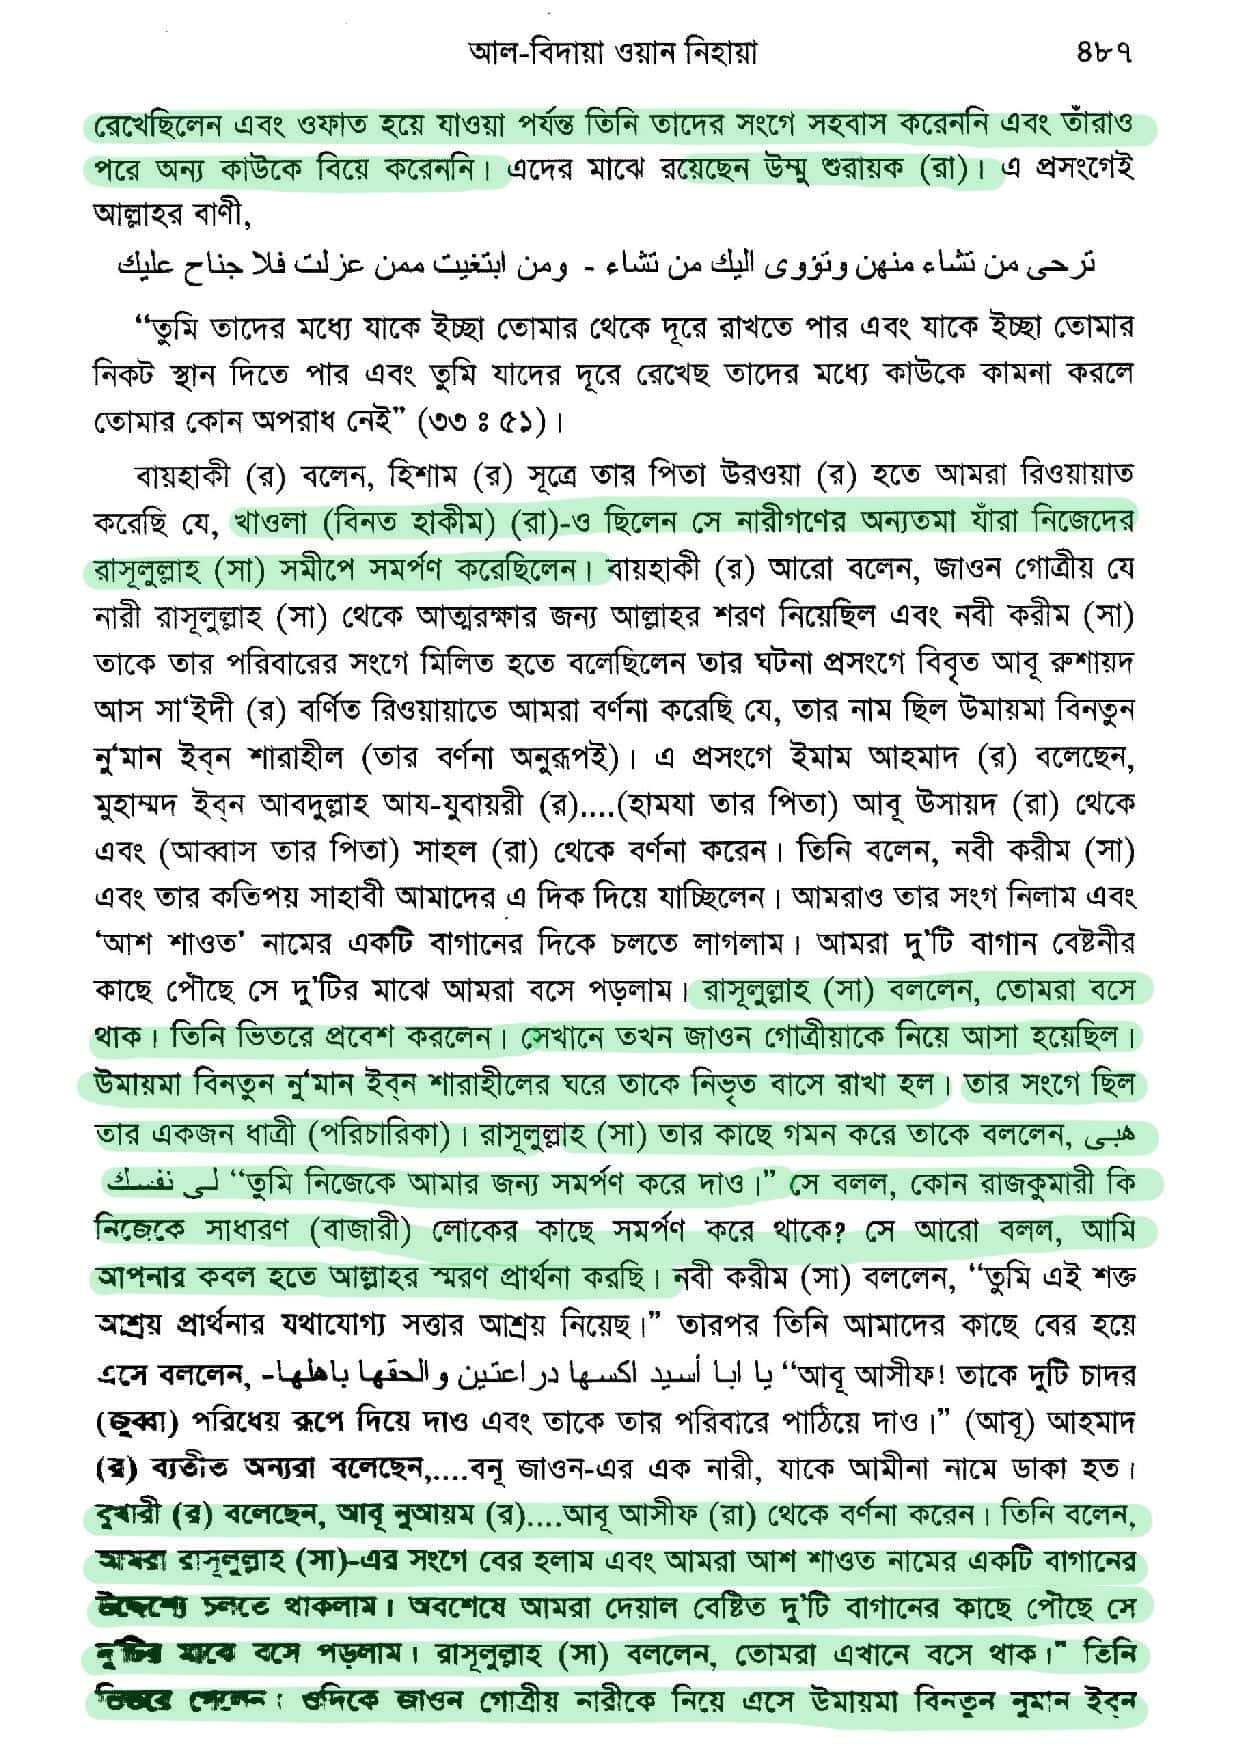 আল-বিদায়া ওয়ান নিহায়া ৪৮৭
রেখেছিলেন এবং ওফাত হয়ে যাওয়া পর্যন্ত তিনি তাদের সংগে সহবাস করেননি এবং তাঁরাও
পরে অন্য কাউকে বিয়ে করেননি। এদের মাঝে রয়েছেন উম্মু শুরায়ক (রা)। এ প্রসংগেই
আল্লাহর বাণী,
ترحى من تشاء منهن وتؤوى اليك من تشاء - ومن ابتغيت ممن عزلت فلا جناح عليك
“তুমি তাদের মধ্যে যাকে ইচ্ছা তোমার থেকে দূরে রাখতে পার এবং যাকে ইচ্ছা তোমার
নিকট স্থান দিতে পার এবং তুমি যাদের দূরে রেখেছ তাদের মধ্যে কাউকে কামনা করলে
তোমার কোন অপরাধ নেই” (৩৩ ঃ ৫১)।
বায়হাকী (র) বলেন, হিশাম (র) সূত্রে তার পিতা উরওয়া (র) হতে আমরা রিওয়ায়াত
করেছি যে, খাওলা (বিনত হাকীম) (রা)-ও ছিলেন সে নারীগণের অন্যতমা যাঁরা নিজেদের
রাসূলুল্লাহ (সা) সমীপে সমর্পণ করেছিলেন। বায়হাকী (র) আরো বলেন, জাওন গোত্রীয় যে
নারী রাসূলুল্লাহ (সা) থেকে আত্মরক্ষার জন্য আল্লাহর শরণ নিয়েছিল এবং নবী করীম (সা)
তাকে তার পরিবারের সংগে মিলিত হতে বলেছিলেন তার ঘটনা প্রসংগে বিবৃত আবূ রুশায়দ
আস সা‘ইদী (র) বর্ণিত রিওয়ায়াতে আমরা বর্ণনা করেছি যে, তার নাম ছিল উমায়মা বিনতুন
নু‘মান ইব্‌ন শারাহীল (তার বর্ণনা অনুরূপই)। এ প্রসংগে ইমাম আহমাদ (র) বলেছেন,
মুহাম্মদ ইব্‌ন আবদুল্লাহ আয-যুবায়রী (র)....(হামযা তার পিতা) আবূ উসায়দ (রা) থেকে
এবং (আব্বাস তার পিতা) সাহল (রা) থেকে বর্ণনা করেন। তিনি বলেন, নবী করীম (সা)
এবং তার কতিপয় সাহাবী আমাদের এ দিক দিয়ে যাচ্ছিলেন। আমরাও তার সংগ নিলাম এবং
‘আশ শাওত’ নামের একটি বাগানের দিকে চলতে লাগলাম। আমরা দু’টি বাগান বেষ্টনীর
কাছে পৌঁছে সে দু’টির মাঝে আমরা বসে পড়লাম। রাসূলুল্লাহ (সা) বললেন, তোমরা বসে
থাক। তিনি ভিতরে প্রবেশ করলেন। সেখানে তখন জাওন গোত্রীয়াকে নিয়ে আসা হয়েছিল।
উমায়মা বিনতুন নু‘মান ইব্‌ন শারাহীলের ঘরে তাকে নিভৃত বাসে রাখা হল। তার সংগে ছিল
তার একজন ধাত্রী (পরিচারিকা)। রাসূলুল্লাহ (সা) তার কাছে গমন করে তাকে বললেন, هبى
لى نفسك “তুমি নিজেকে আমার জন্য সমর্পণ করে দাও।” সে বলল, কোন রাজকুমারী কি
নিজেকে সাধারণ (বাজারী) লোকের কাছে সমর্পণ করে থাকে? সে আরো বলল, আমি
আপনার কবল হতে আল্লাহর স্মরণ প্রার্থনা করছি। নবী করীম (সা) বললেন, “তুমি এই শক্ত
আশ্রয় প্রার্থনার যথাযোগ্য সত্তার আশ্রয় নিয়েছ।” তারপর তিনি আমাদের কাছে বের হয়ে
এসে বললেন, يا ابا أسيد اكسها دراعتين والحقها باهلها- “আবূ আসীফ! তাকে দুটি চাদর
(জুব্বা) পরিধেয় রূপে দিয়ে দাও এবং তাকে তার পরিবারে পাঠিয়ে দাও।” (আবূ) আহমাদ
(র) ব্যতীত অন্যরা বলেছেন,....বনূ জাওন-এর এক নারী, যাকে আমীনা নামে ডাকা হত।
বুখারী (র) বলেছেন, আবূ নুআয়ম (র)....আবূ আসীফ (রা) থেকে বর্ণনা করেন। তিনি বলেন,
আমরা রাসূলুল্লাহ (সা)-এর সংগে বের হলাম এবং আমরা আশ শাওত নামের একটি বাগানের
উদ্দেশ্যে চলতে থাকলাম। অবশেষে আমরা দেয়াল বেষ্টিত দু’টি বাগানের কাছে পৌঁছে সে
দু’টির মাঝে বসে পড়লাম। রাসূলুল্লাহ (সা) বললেন, তোমরা এখানে বসে থাক।” তিনি
ভিতরে গেলেন। ওদিকে জাওন গোত্রীয় নারীকে নিয়ে এসে উমায়মা বিনতুন নুমান ইব্‌ন